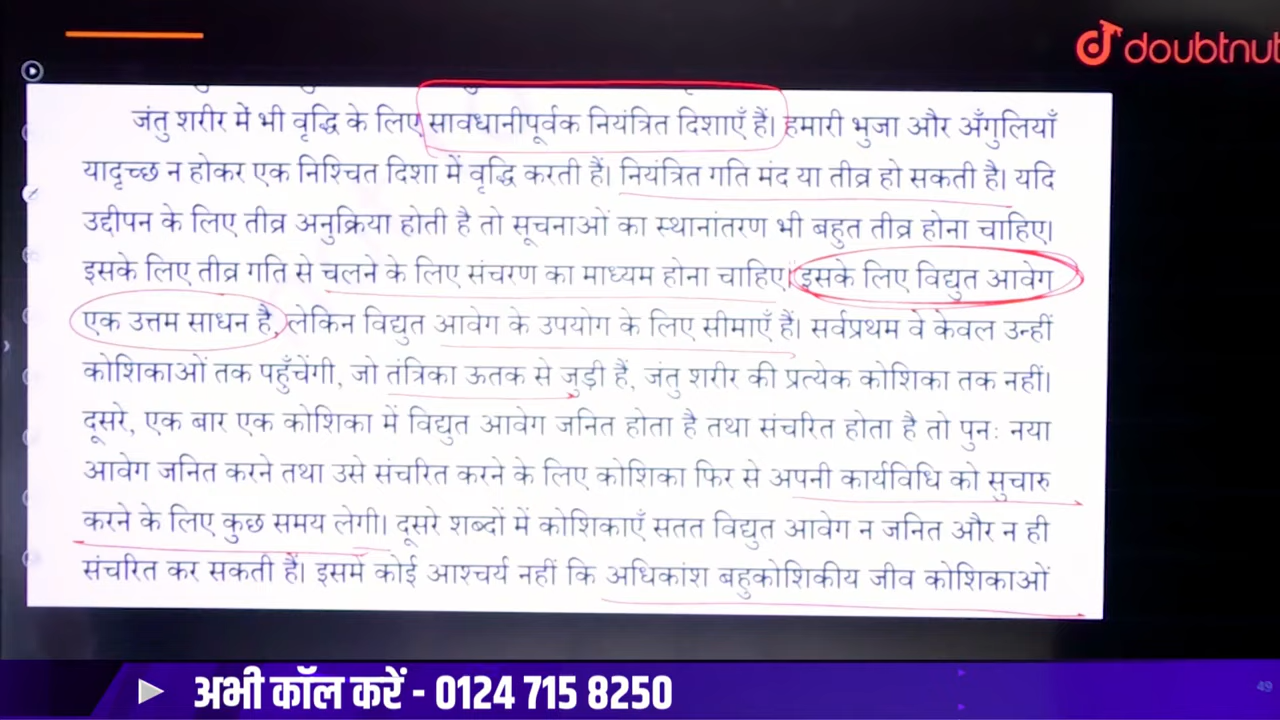 doubtnut
जंतु शरीर में भी वृद्धि के लिए सावधानीपूर्वक नियंत्रित दिशाएँ हैं। हमारी भुजा और अँगुलियाँ
यादृच्छ न होकर एक निश्चित दिशा में वृद्धि करती हैं। नियंत्रित गति मंद या तीव्र हो सकती है। यदि
उद्दीपन के लिए तीव्र अनुक्रिया होती है तो सूचनाओं का स्थानांतरण भी बहुत तीव्र होना चाहिए।
इसके लिए तीव्र गति से चलने के लिए संचरण का माध्यम होना चाहिए। इसके लिए विद्युत आवेग
एक उत्तम साधन है, लेकिन विद्युत आवेग के उपयोग के लिए सीमाएँ हैं। सर्वप्रथम वे केवल उन्हीं
कोशिकाओं तक पहुँचेंगी, जो तंत्रिका ऊतक से जुड़ी हैं, जंतु शरीर की प्रत्येक कोशिका तक नहीं।
दूसरे, एक बार एक कोशिका में विद्युत आवेग जनित होता है तथा संचरित होता है तो पुनः नया
आवेग जनित करने तथा उसे संचरित करने के लिए कोशिका फिर से अपनी कार्यविधि को सुचारु
करने के लिए कुछ समय लेगी। दूसरे शब्दों में कोशिकाएँ सतत विद्युत आवेग न जनित और न ही
संचरित कर सकती हैं। इसमें कोई आश्चर्य नहीं कि अधिकांश बहुकोशिकीय जीव कोशिकाओं
अभी कॉल करें - 0124 715 8250
49